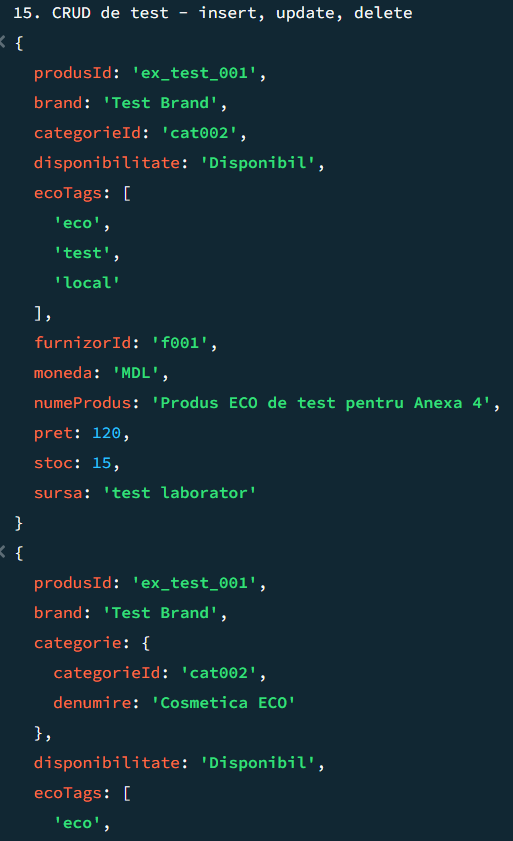 15. CRUD de test - insert, update, delete
{
  produsId: 'ex_test_001',
  brand: 'Test Brand',
  categorieId: 'cat002',
  disponibilitate: 'Disponibil',
  ecoTags: [
    'eco',
    'test',
    'local'
  ],
  furnizorId: 'f001',
  moneda: 'MDL',
  numeProdus: 'Produs ECO de test pentru Anexa 4',
  pret: 120,
  stoc: 15,
  sursa: 'test laborator'
}
{
  produsId: 'ex_test_001',
  brand: 'Test Brand',
  categorie: {
    categorieId: 'cat002',
    denumire: 'Cosmetica ECO'
  },
  disponibilitate: 'Disponibil',
  ecoTags: [
    'eco',